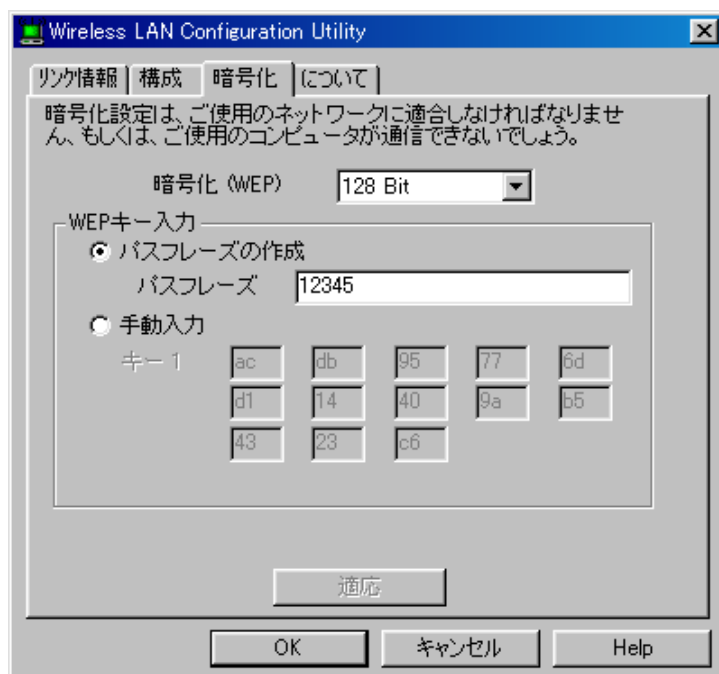 Wireless LAN Configuration Utility
リンク情報 構成 暗号化 について
暗号化設定は、ご使用のネットワークに適合しなければなりませ
ん、もしくは、ご使用のコンピュータが通信できないでしょう。
暗号化 (WEP) 128 Bit
WEPキー入力
パスフレーズの作成
パスフレーズ 12345
手動入力
キー 1 ac db 95 77 6d
d1 14 40 9a b5
43 23 c6
適応
OK キャンセル Help